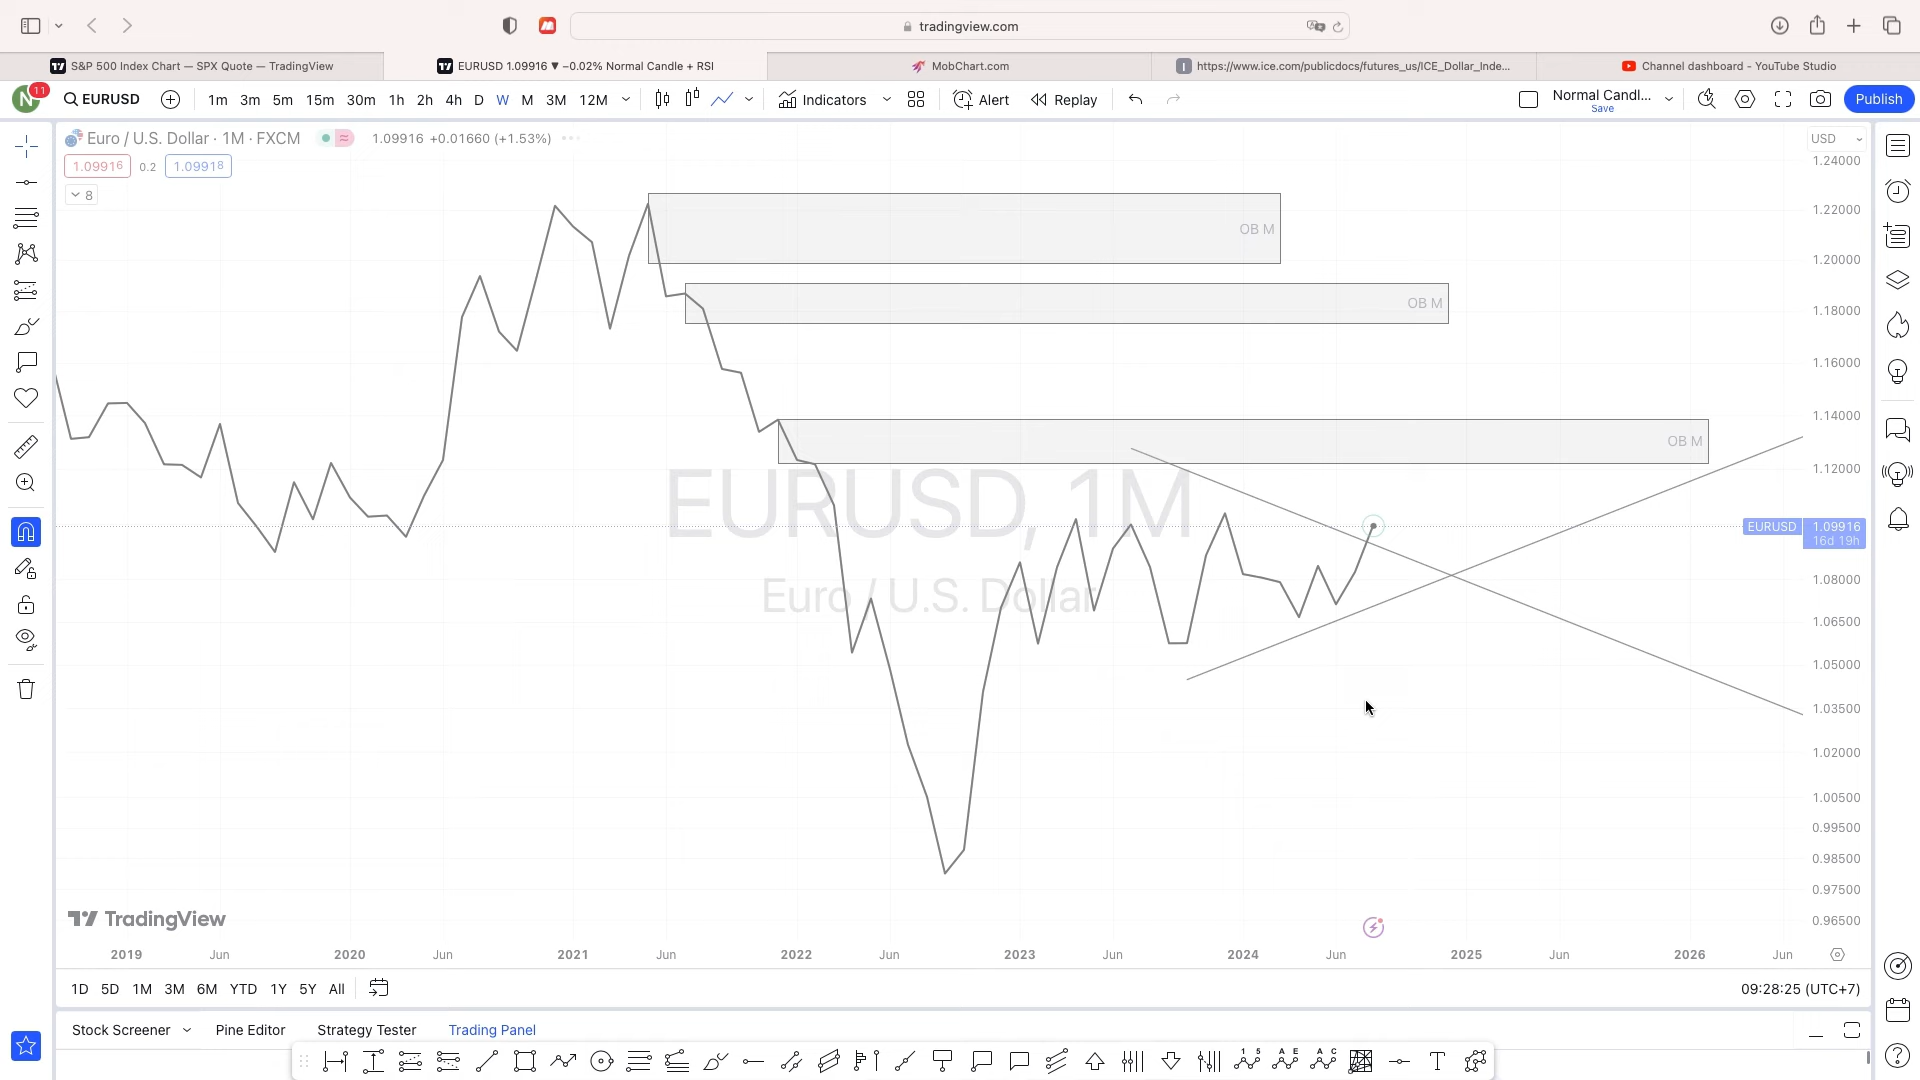 tradingview.com
S&P 500 Index Chart — SPX Quote — TradingView
EURUSD 1.09916 ▼ −0.02% Normal Candle + RSI
MobChart.com
https://www.ice.com/publicdocs/futures_us/ICE_Dollar_Inde...
Channel dashboard - YouTube Studio
N 11 EURUSD 1m 3m 5m 15m 30m 1h 2h 4h D W M 3M 12M Indicators Alert Replay Normal Candl... Save Publish
Euro / U.S. Dollar · 1M · FXCM 1.09916 +0.01660 (+1.53%) USD
1.09916 0.2 1.09918
8
1.24000
1.22000
OB M
1.20000
OB M
1.18000
1.16000
1.14000
OB M
1.12000
EURUSD, 1M
EURUSD 1.09916
16d 19h
1.08000
Euro / U.S. Dollar
1.06500
1.05000
1.03500
1.02000
1.00500
0.99500
0.98500
0.97500
0.96500
TradingView
2019 Jun 2020 Jun 2021 Jun 2022 Jun 2023 Jun 2024 Jun 2025 Jun 2026 Jun
1D 5D 1M 3M 6M YTD 1Y 5Y All 09:28:25 (UTC+7)
Stock Screener Pine Editor Strategy Tester Trading Panel